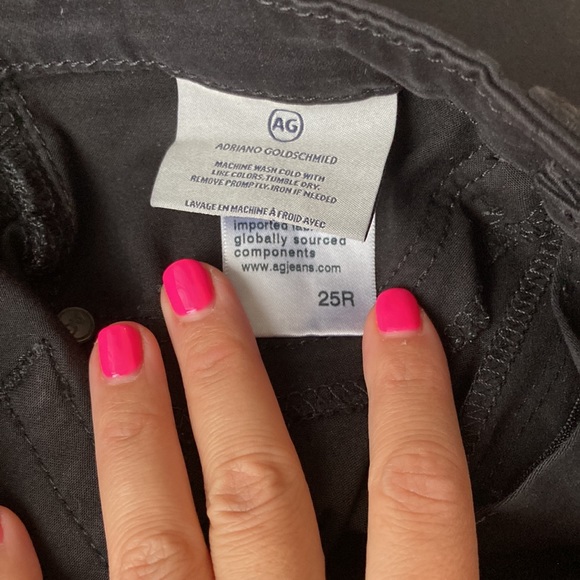 AG
ADRIANO GOLDSCHMIED
MACHINE WASH COLD WITH
LIKE COLORS, TUMBLE DRY.
REMOVE PROMPTLY. IRON IF NEEDED
LAVAGE EN MACHINE À FROID AVEC
imported
globally sourced
components
www.agjeans.com
25R